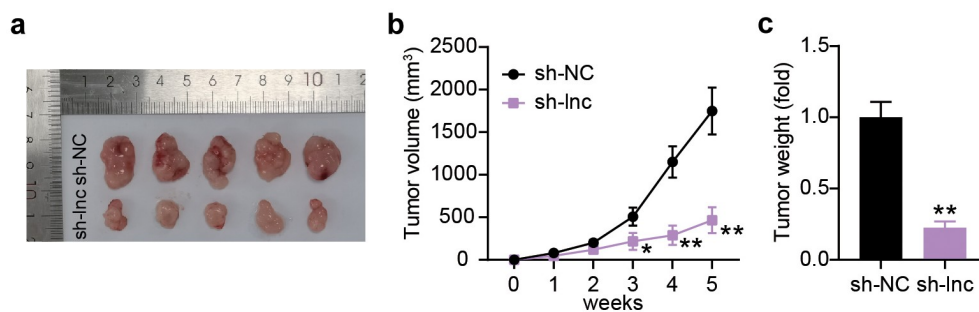 a
1 2 3 4 5 6 7 8 9 10 1 2
sh-NC
sh-lnc
b
Tumor volume (mm³)
2500
2000
1500
1000
500
0
sh-NC
sh-lnc
*
**
**
0 1 2 3 4 5
weeks
c
Tumor weight (fold)
1.5
1.0
0.5
0.0
**
sh-NC sh-lnc